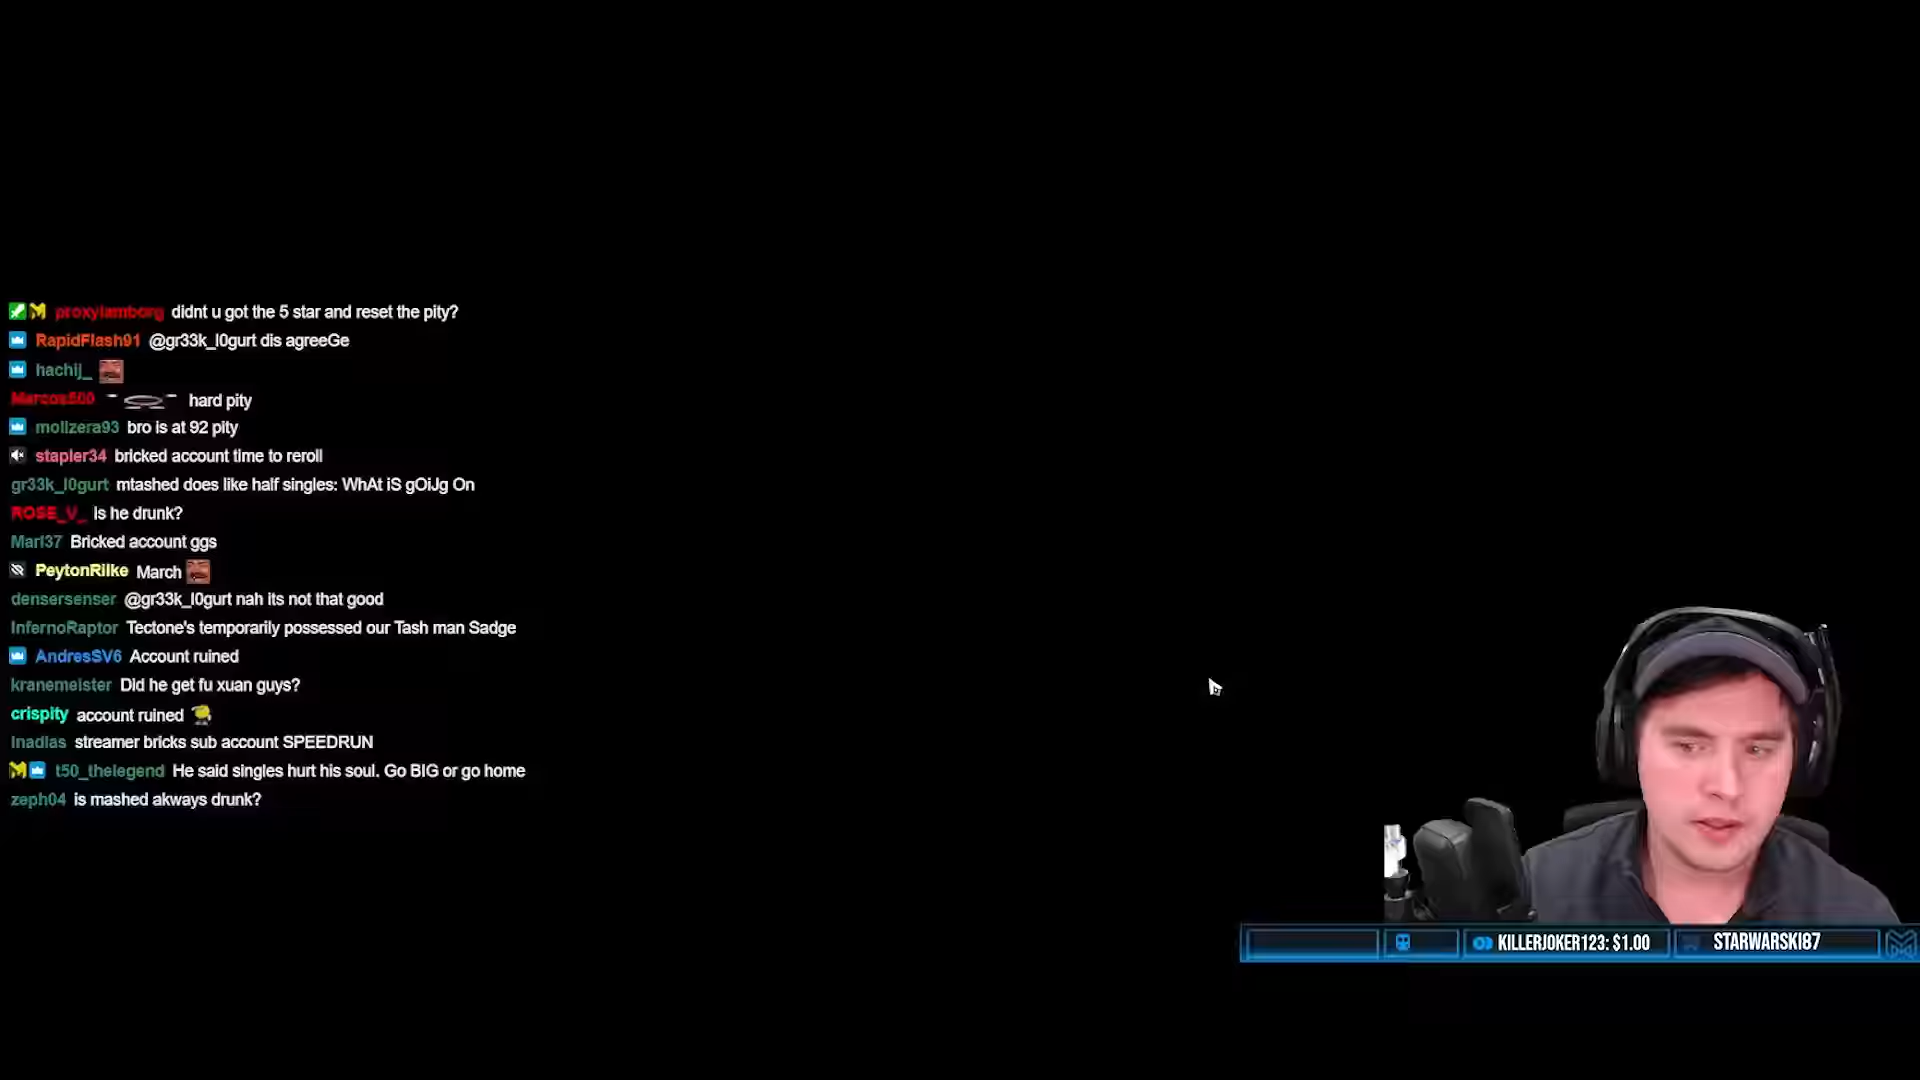 proxylamborg didnt u got the 5 star and reset the pity?
RapidFlash91 @gr33k_l0gurt dis agreeGe
hachij_
Marcos500 hard pity
mollzera93 bro is at 92 pity
stapler34 bricked account time to reroll
gr33k_l0gurt mtashed does like half singles: WhAt iS gOiJg On
ROSE_V_ Is he drunk?
Marl37 Bricked account ggs
PeytonRilke March
densersenser @gr33k_l0gurt nah its not that good
InfernoRaptor Tectone's temporarily possessed our Tash man Sadge
AndresSV6 Account ruined
kranemeister Did he get fu xuan guys?
crispity account ruined
Inadlas streamer bricks sub account SPEEDRUN
t50_thelegend He said singles hurt his soul. Go BIG or go home
zeph04 is mashed akways drunk?
KILLERJOKER123: $1.00
STARWARSKI87